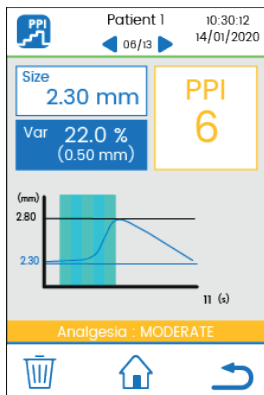 PPI
Patient 1
10:30:12
06/13
14/01/2020
Size
2.30 mm
Var 22.0 %
(0.50 mm)
PPI
6
(mm)
2.80
2.30
11 (s)
Analgesia : MODERATE